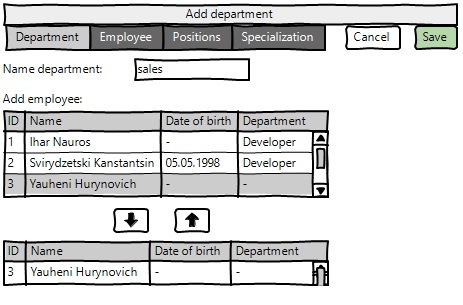 Add department
Department Employee Positions Specialization Cancel Save
Name department: sales
Add employee:
ID Name Date of birth Department
1 Ihar Nauros - Developer
2 Svirydzetski Kanstantsin 05.05.1998 Developer
3 Yauheni Hurynovich - -
ID Name Date of birth Department
3 Yauheni Hurynovich - -